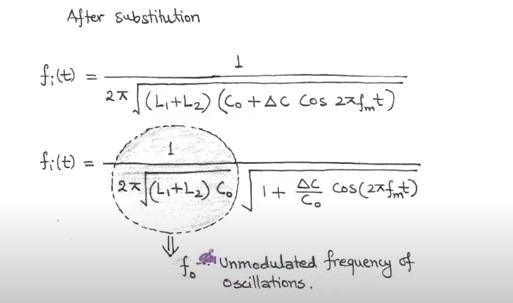 After substitution
fᵢ(t) = 1 / 2π √(L₁+L₂) (C₀ + ΔC Cos 2πfₘt)
fᵢ(t) = 1 / 2π √(L₁+L₂) C₀ √1 + ΔC/C₀ cos(2πfₘt)
⇓
f₀ → Unmodulated frequency of
oscillations.